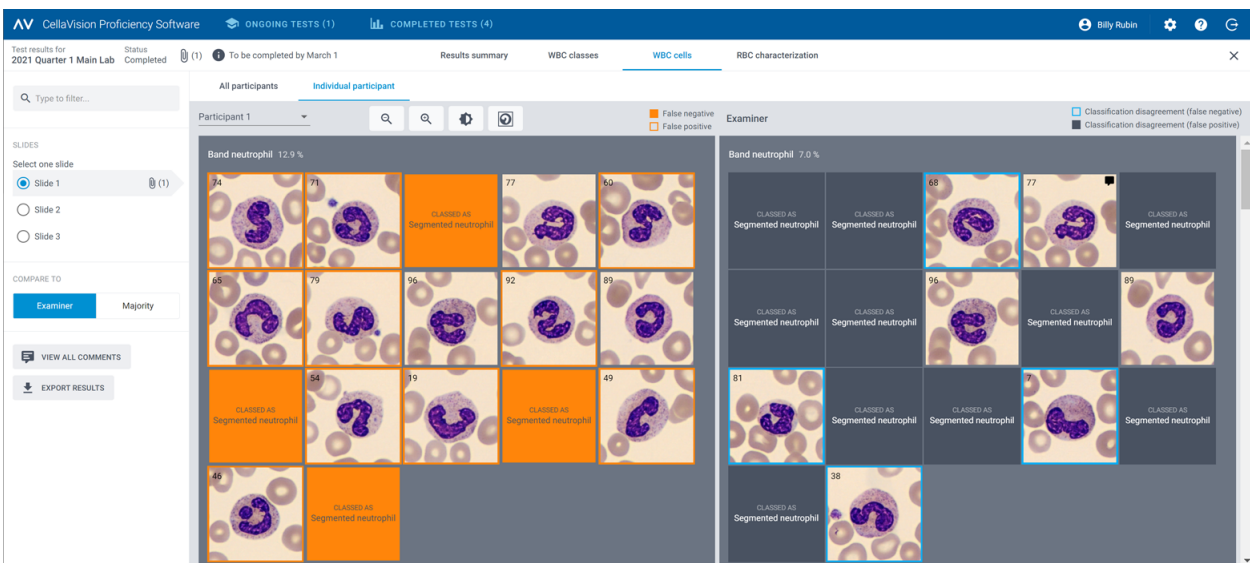 CellaVision Proficiency Software
ONGOING TESTS (1)
COMPLETED TESTS (4)
Billy Rubin
Test results for
2021 Quarter 1 Main Lab
Status
Completed
(1)
To be completed by March 1
Results summary
WBC classes
WBC cells
RBC characterization
Type to filter...
SLIDES
Select one slide
Slide 1
(1)
Slide 2
Slide 3
COMPARE TO
Examiner
Majority
VIEW ALL COMMENTS
EXPORT RESULTS
All participants
Individual participant
Participant 1
False negative
False positive
Band neutrophil 12.9 %
74
71
CLASSED AS
Segmented neutrophil
77
60
65
79
96
92
89
CLASSED AS
Segmented neutrophil
54
19
CLASSED AS
Segmented neutrophil
49
46
CLASSED AS
Segmented neutrophil
Examiner
Classification disagreement (false negative)
Classification disagreement (false positive)
Band neutrophil 7.0 %
CLASSED AS
Segmented neutrophil
CLASSED AS
Segmented neutrophil
68
77
CLASSED AS
Segmented neutrophil
CLASSED AS
Segmented neutrophil
CLASSED AS
Segmented neutrophil
96
CLASSED AS
Segmented neutrophil
89
81
CLASSED AS
Segmented neutrophil
CLASSED AS
Segmented neutrophil
7
CLASSED AS
Segmented neutrophil
CLASSED AS
Segmented neutrophil
38